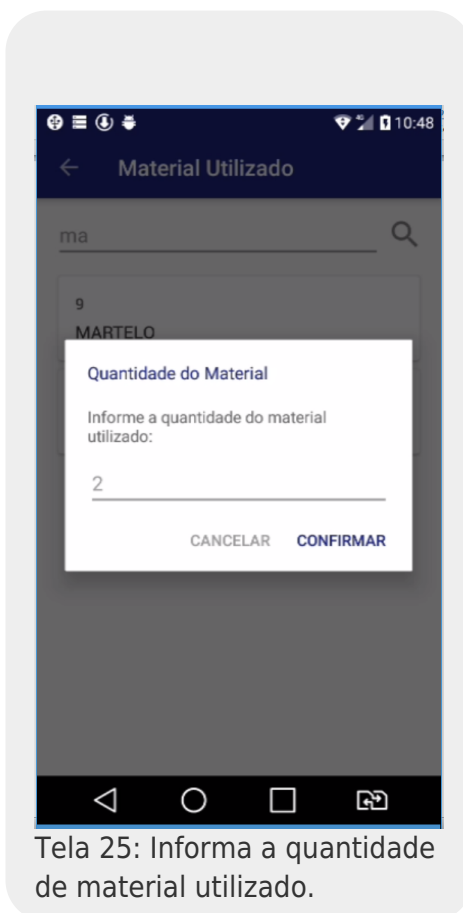 10:48
Material Utilizado
ma
9
MARTELO
Quantidade do Material
Informe a quantidade do material
utilizado:
2
CANCELAR CONFIRMAR
Tela 25: Informa a quantidade
de material utilizado.